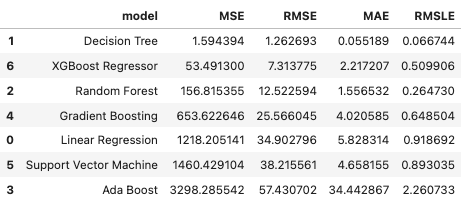 model MSE RMSE MAE RMSLE
1 Decision Tree 1.594394 1.262693 0.055189 0.066744
6 XGBoost Regressor 53.491300 7.313775 2.217207 0.509906
2 Random Forest 156.815355 12.522594 1.556532 0.264730
4 Gradient Boosting 653.622646 25.566045 4.020585 0.648504
0 Linear Regression 1218.205141 34.902796 5.828314 0.918692
5 Support Vector Machine 1460.429104 38.215561 4.658155 0.893035
3 Ada Boost 3298.285542 57.430702 34.442867 2.260733